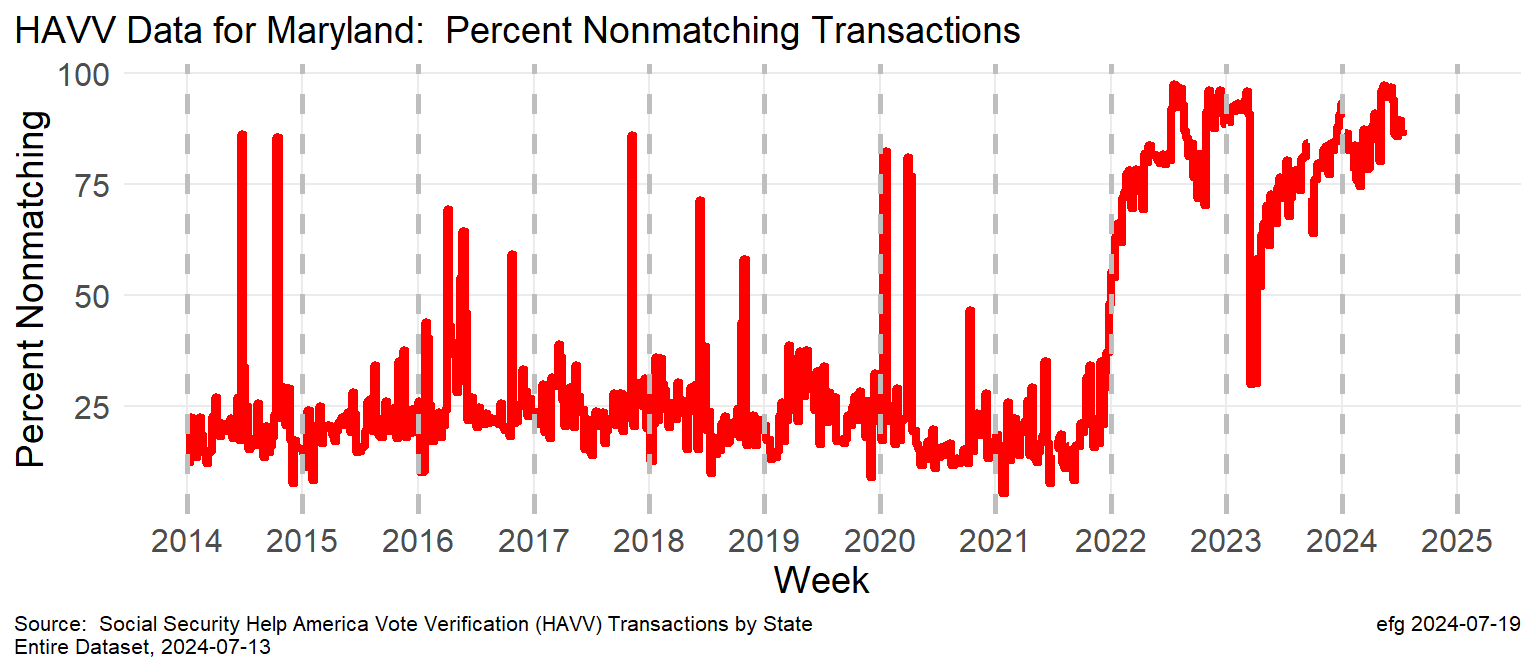 HAVV Data for Maryland:  Percent Nonmatching Transactions
Percent Nonmatching
100
75
50
25
2014 2015 2016 2017 2018 2019 2020 2021 2022 2023 2024 2025
Week
Source:  Social Security Help America Vote Verification (HAVV) Transactions by State
Entire Dataset, 2024-07-13
efg 2024-07-19